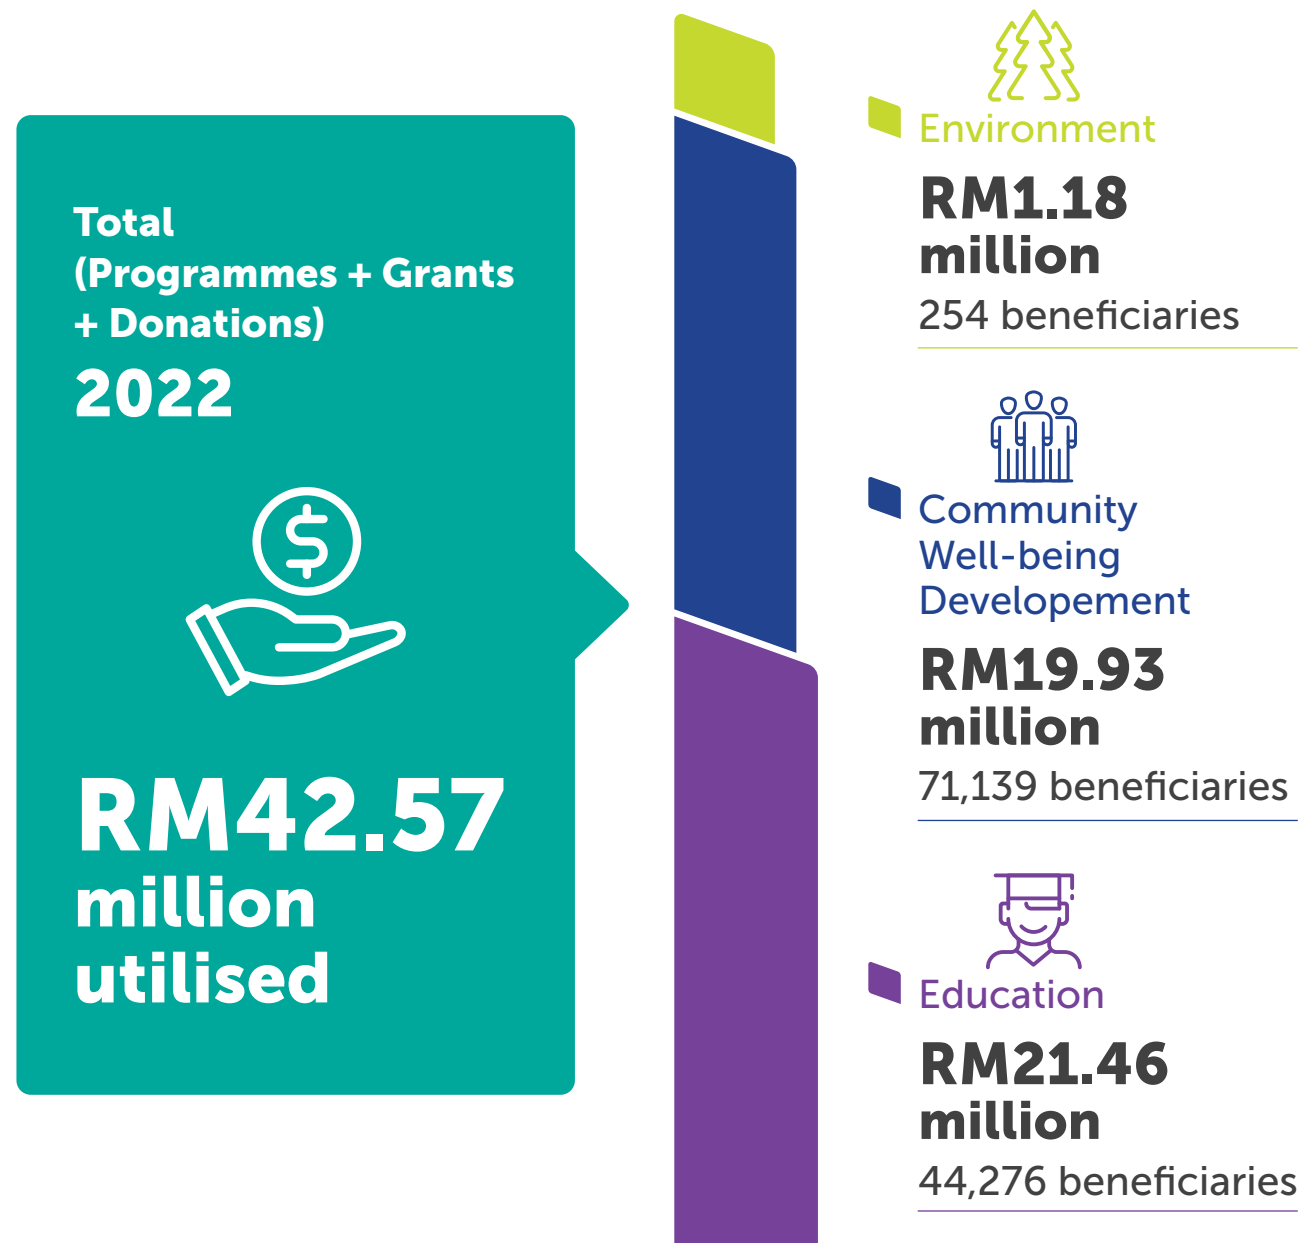 Total
(Programmes + Grants
+ Donations)
2022
$
RM42.57
million
utilised
Environment
RM1.18
million
254 beneficiaries
Community
Well-being
Developement
RM19.93
million
71,139 beneficiaries
Education
RM21.46
million
44,276 beneficiaries